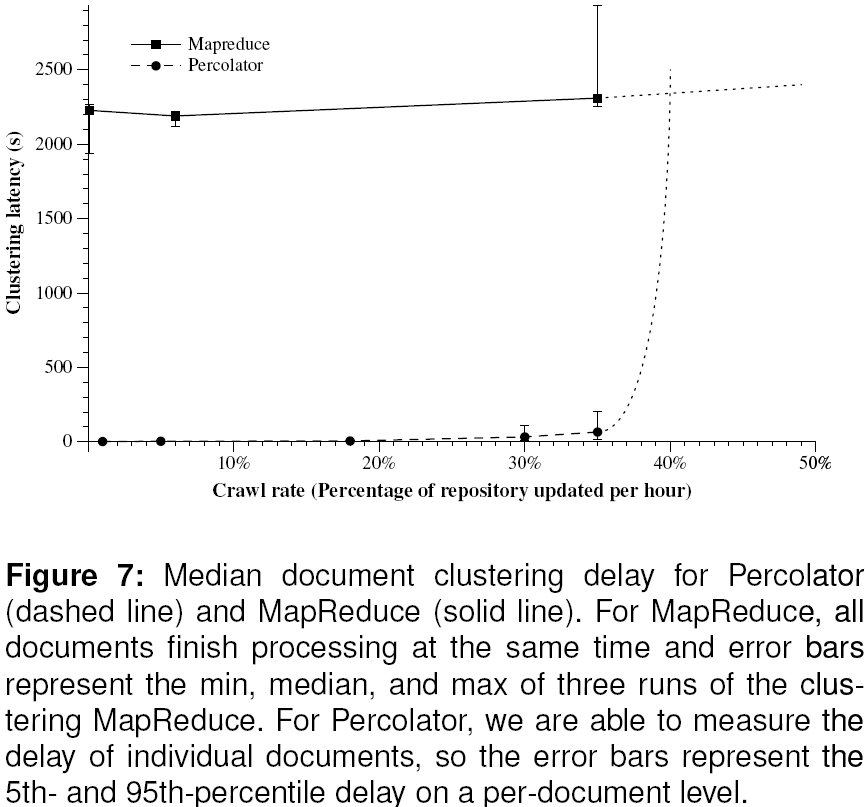 Mapreduce
Percolator
2500
2000
1500
1000
500
0
Clustering latency (s)
10% 20% 30% 40% 50%
Crawl rate (Percentage of repository updated per hour)
Figure 7: Median document clustering delay for Percolator
(dashed line) and MapReduce (solid line). For MapReduce, all
documents finish processing at the same time and error bars
represent the min, median, and max of three runs of the clus-
tering MapReduce. For Percolator, we are able to measure the
delay of individual documents, so the error bars represent the
5th- and 95th-percentile delay on a per-document level.